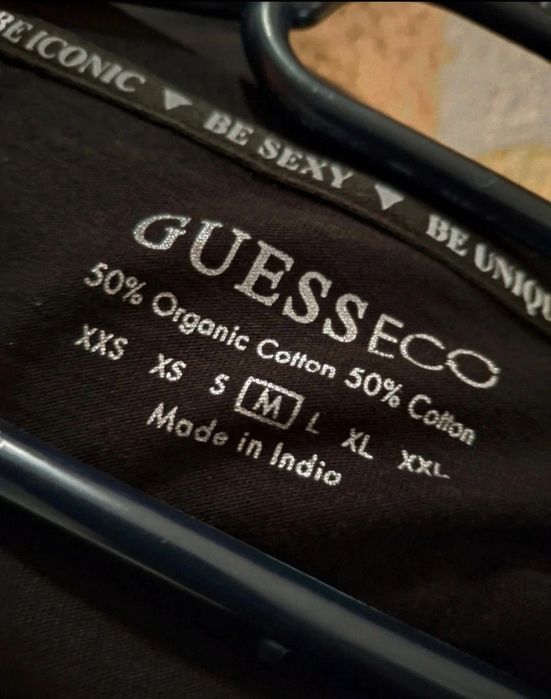 BE ICONIC ▼ BE SEXY ▼ BE UNIQU
GUESS ECO
50% Organic Cotton 50% Cotton
XXS XS S M L XL XXL
Made in India